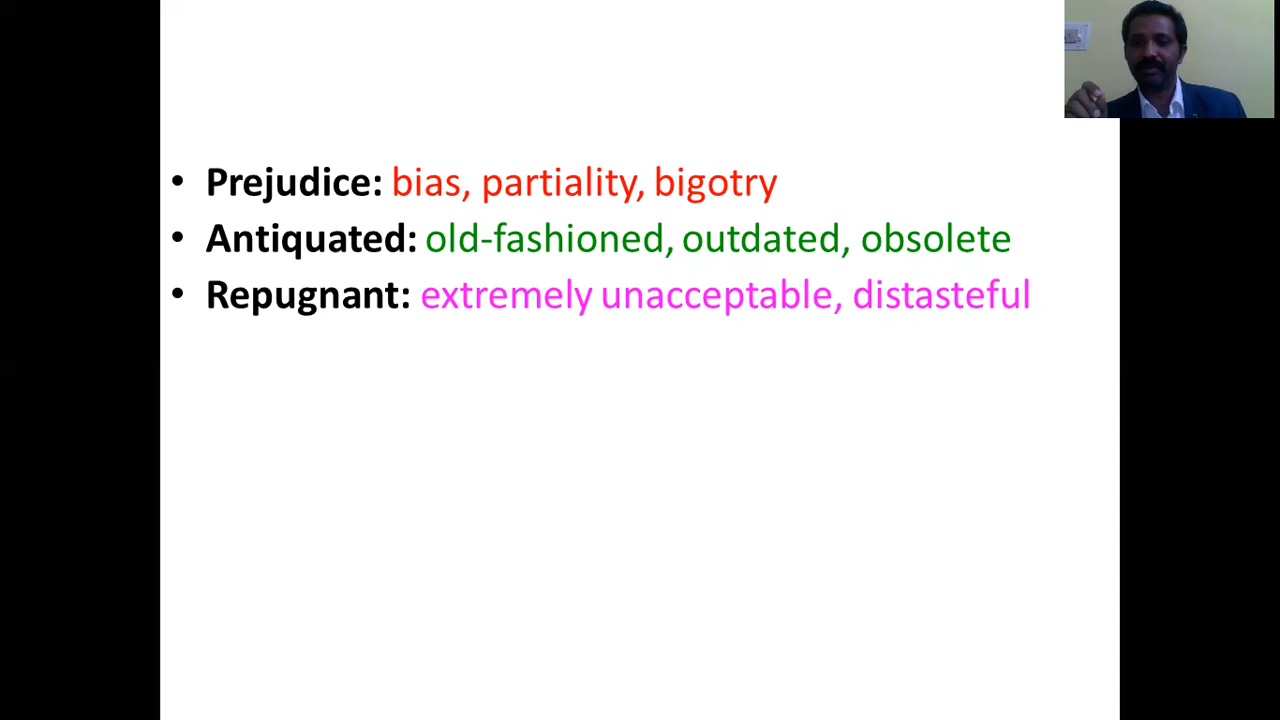 • Prejudice: bias, partiality, bigotry
• Antiquated: old-fashioned, outdated, obsolete
• Repugnant: extremely unacceptable, distasteful